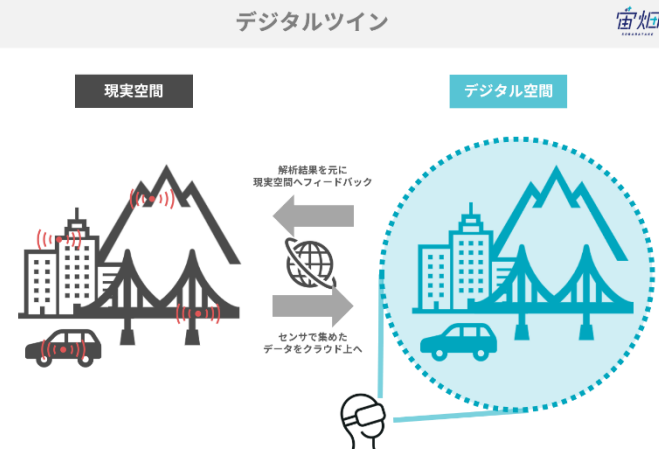 デジタルツイン
宙畑
SORABATAKE
現実空間
デジタル空間
解析結果を元に
現実空間へフィードバック
センサで集めた
データをクラウド上へ